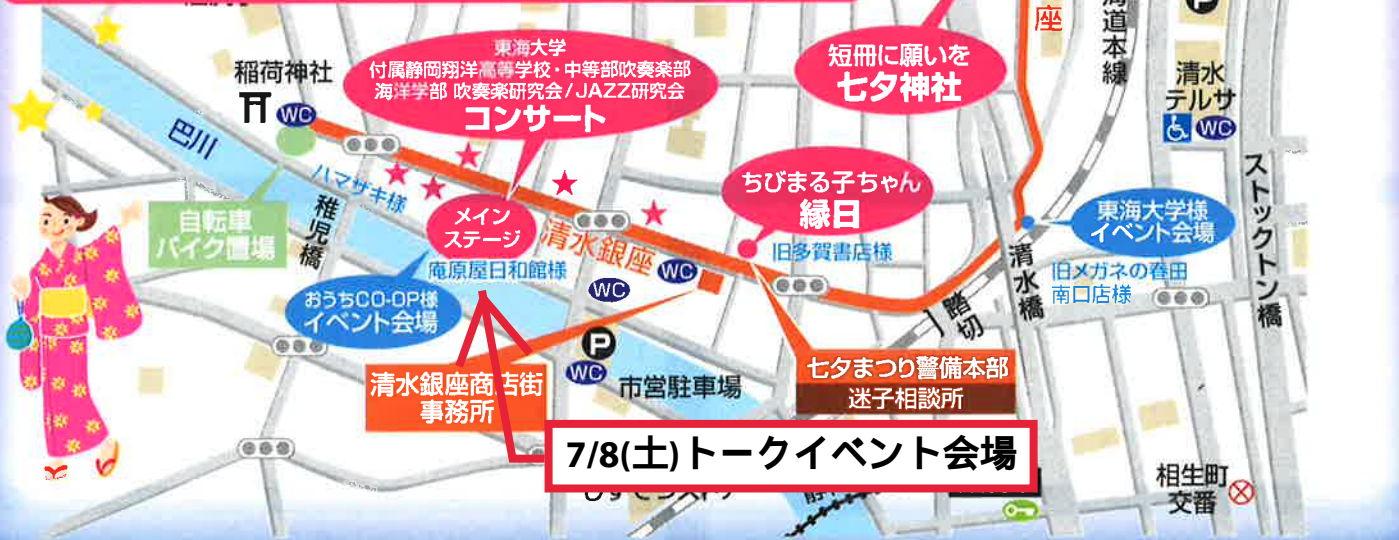 座
海道本線
P
清水
テルサ
WC
稲荷神社
WC
東海大学
付属静岡翔洋高等学校・中等部吹奏楽部
海洋学部 吹奏楽研究会/JAZZ研究会
コンサート
短冊に願いを
七夕神社
ストックトン橋
巴川
ハマザキ様
稚児橋
自転車
バイク置場
メイン
ステージ
清水銀座
庵原屋日和館様
WC
WC
ちびまる子ちゃん
縁日
旧多賀書店様
東海大学様
イベント会場
旧メガネの春田
南口店様
清水橋
踏切
おうちCO-OP様
イベント会場
P
WC
市営駐車場
清水銀座商店街
事務所
七夕まつり警備本部
迷子相談所
7/8(土)トークイベント会場
相生町
交番